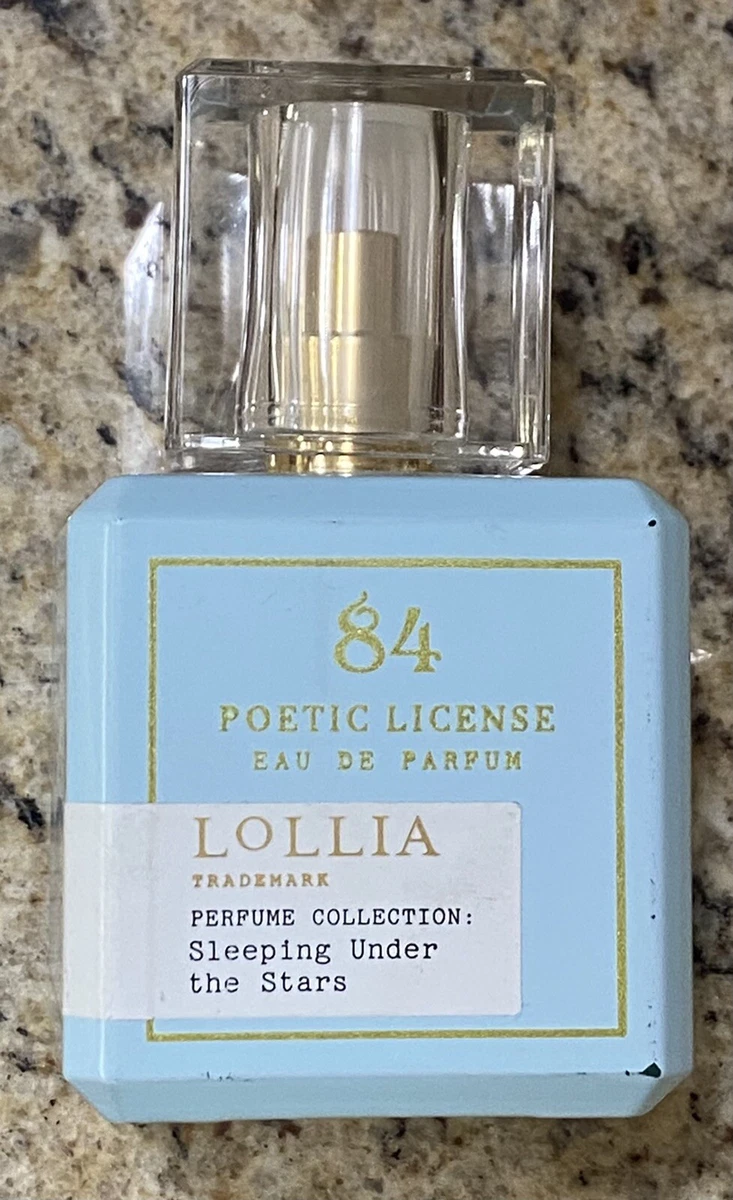 84
POETIC LICENSE
EAU DE PARFUM
LOLLIA
TRADEMARK
PERFUME COLLECTION:
Sleeping Under
the Stars